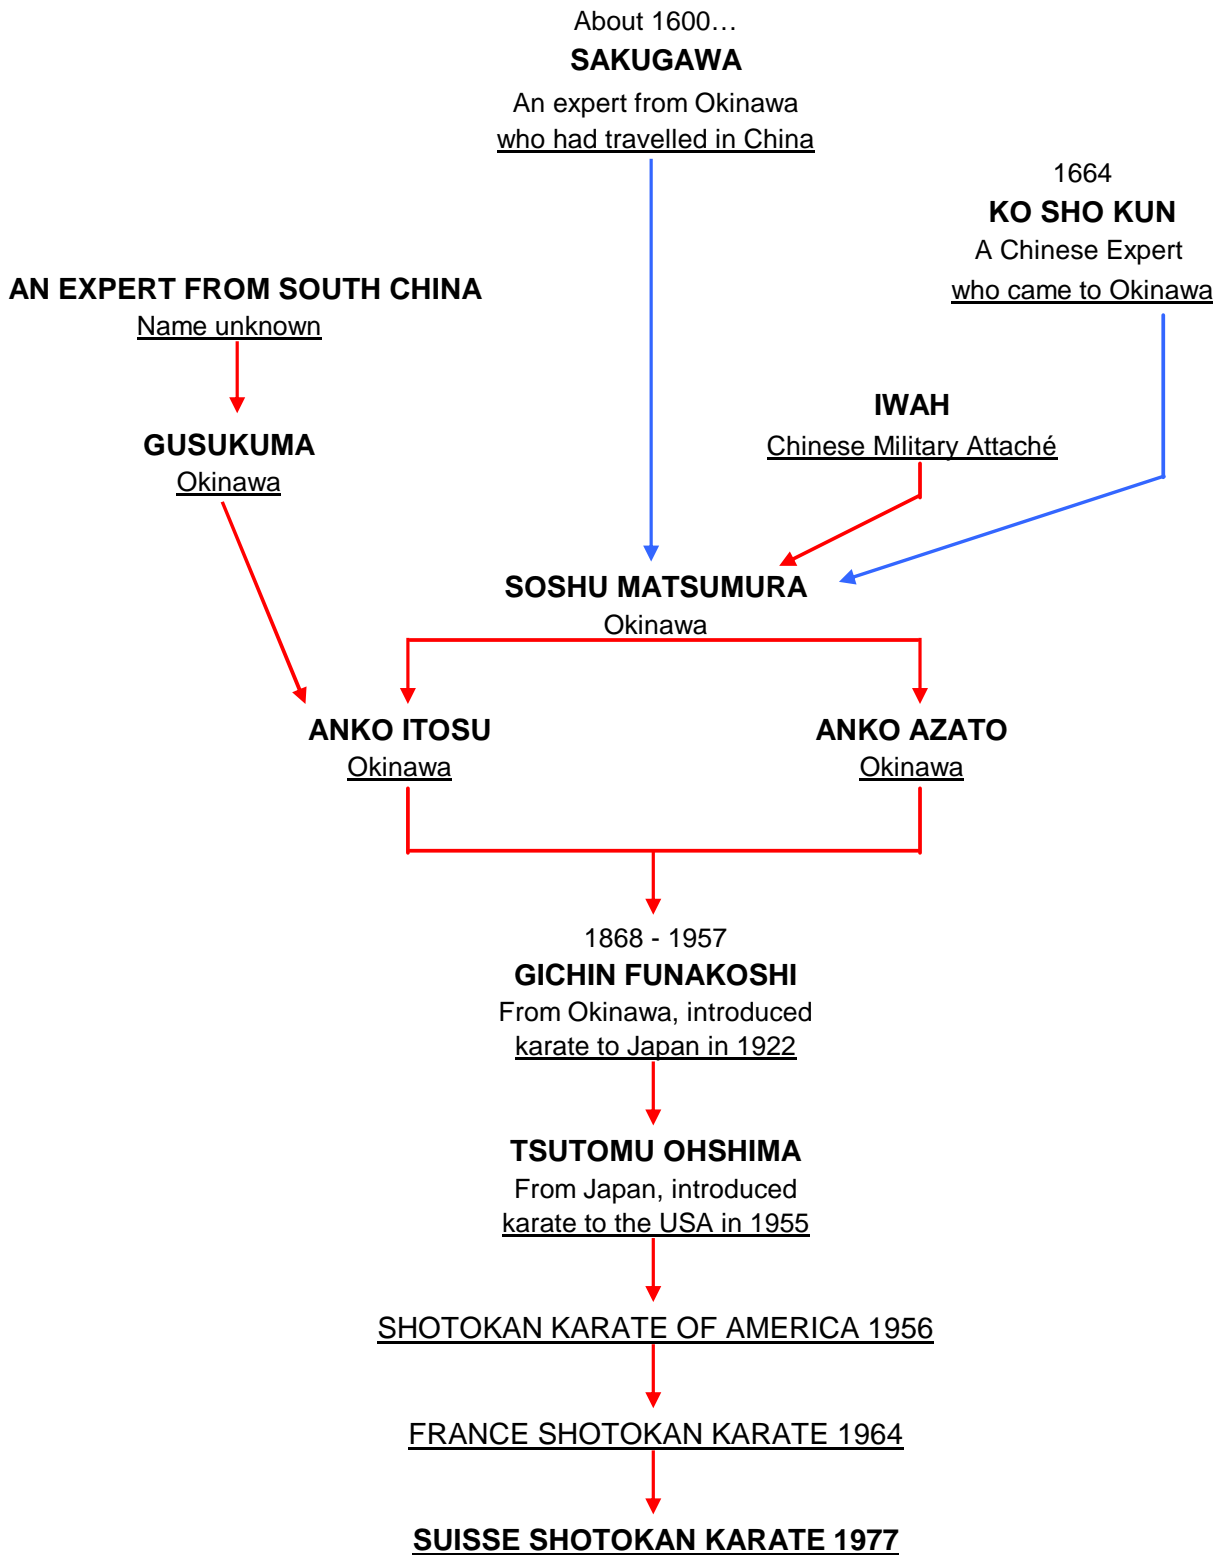 About 1600…
SAKUGAWA
An expert from Okinawa
who had travelled in China
1664
KO SHO KUN
A Chinese Expert
who came to Okinawa
AN EXPERT FROM SOUTH CHINA
Name unknown
IWAH
Chinese Military Attaché
GUSUKUMA
Okinawa
SOSHU MATSUMURA
Okinawa
ANKO ITOSU
Okinawa
ANKO AZATO
Okinawa
1868 - 1957
GICHIN FUNAKOSHI
From Okinawa, introduced
karate to Japan in 1922
TSUTOMU OHSHIMA
From Japan, introduced
karate to the USA in 1955
SHOTOKAN KARATE OF AMERICA 1956
FRANCE SHOTOKAN KARATE 1964
SUISSE SHOTOKAN KARATE 1977